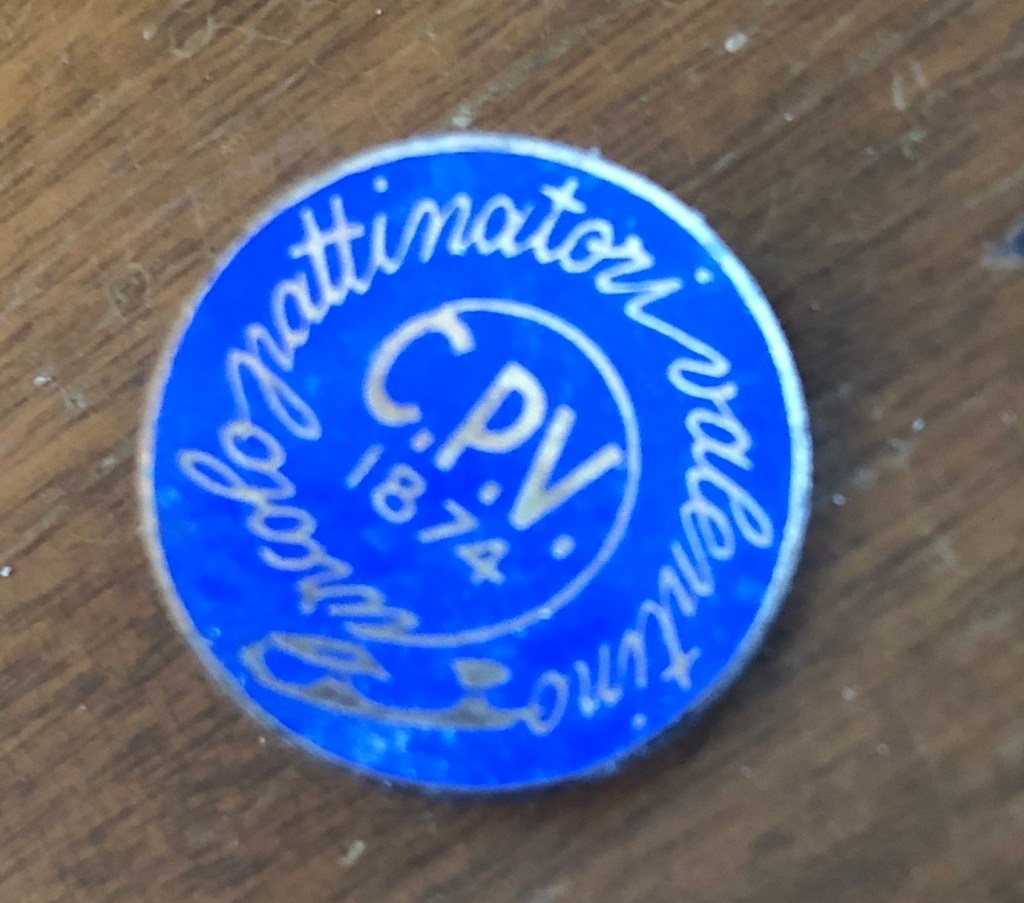 Circolo pattinatori valentino
C.P.V.
1874